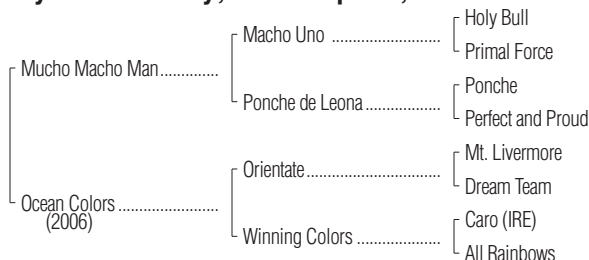 Holy Bull
Macho Uno ..................
Primal Force
Mucho Macho Man..............
Ponche
Ponche de Leona ..................
Perfect and Proud
Mt. Livermore
Orientate................................
Dream Team
Ocean Colors ........................
(2006)
Caro (IRE)
Winning Colors ....................
All Rainbows